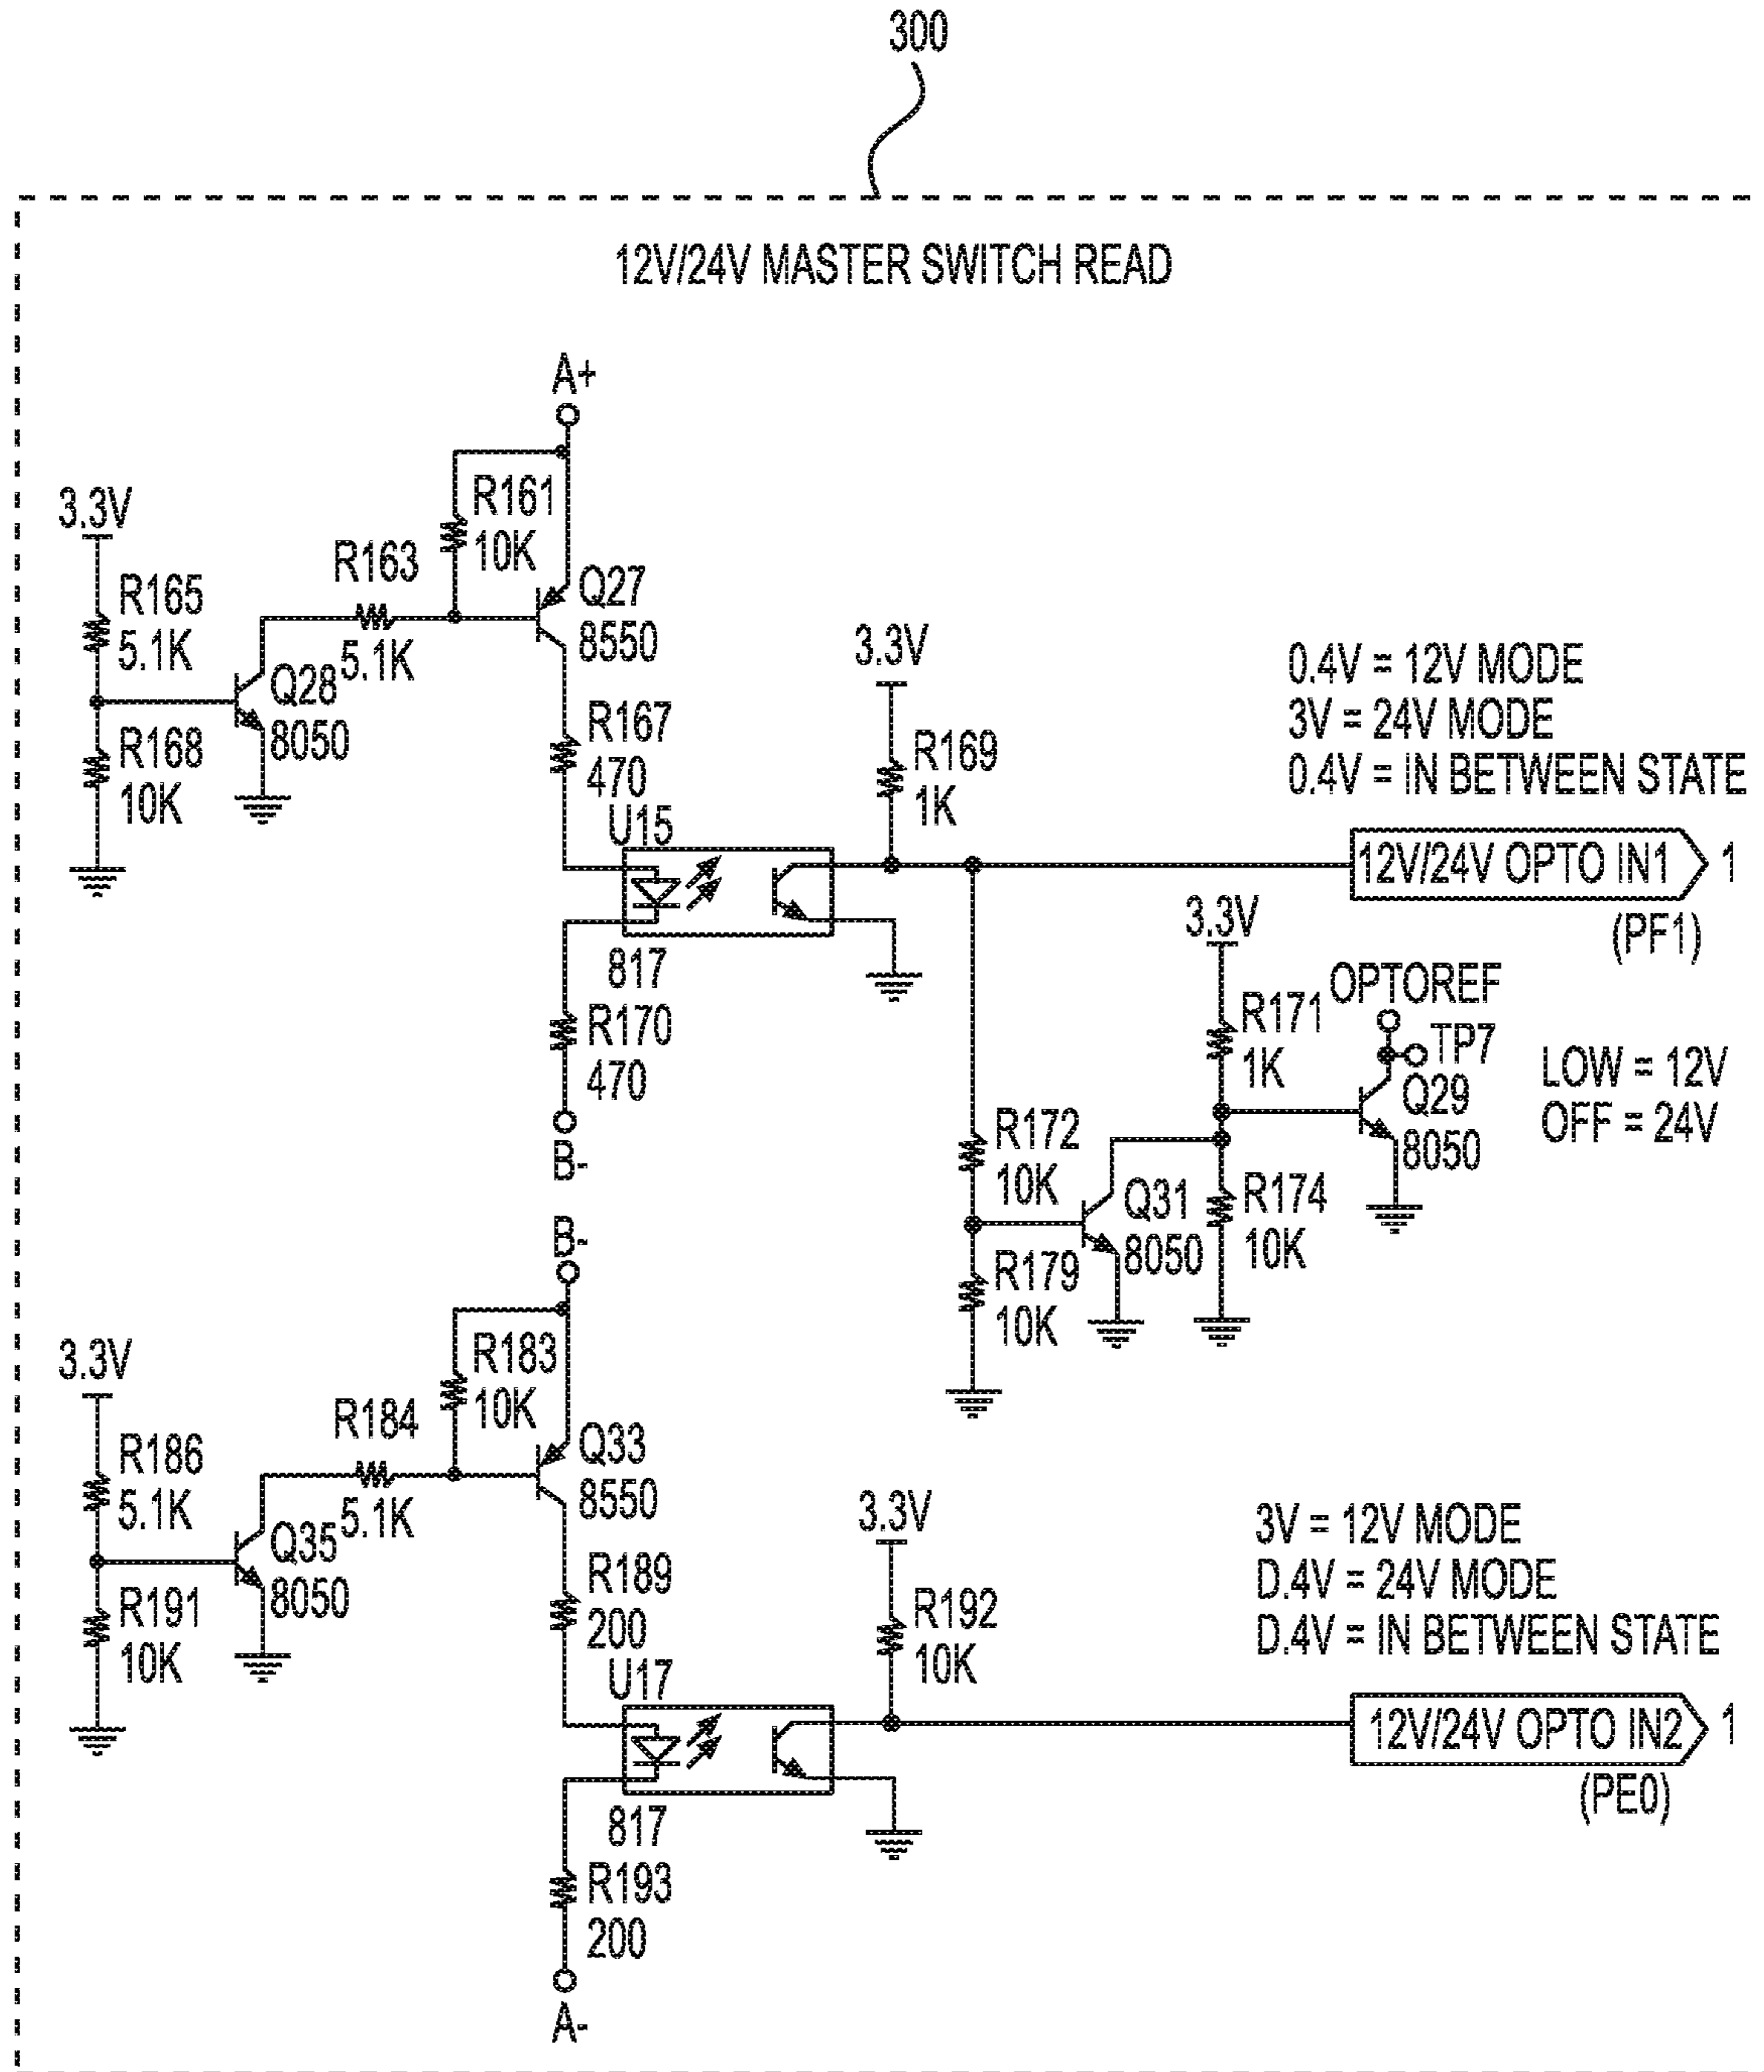 300
12V/24V MASTER SWITCH READ
A+
R161
10K
3.3V
R163
5.1K
Q27
8550
R165
5.1K
Q28
8050
R168
10K
R167
470
3.3V
R169
1K
0.4V = 12V MODE
3V = 24V MODE
0.4V = IN BETWEEN STATE
U15
817
12V/24V OPTO IN1
1
(PF1)
R170
470
B-
3.3V
R171
1K
OPTOREF
TP7
Q29
8050
LOW = 12V
OFF = 24V
R172
10K
Q31
8050
R174
10K
R179
10K
B-
R183
10K
3.3V
R184
5.1K
Q33
8550
R186
5.1K
Q35
8050
R191
10K
R189
200
3.3V
R192
10K
3V = 12V MODE
D.4V = 24V MODE
D.4V = IN BETWEEN STATE
U17
817
12V/24V OPTO IN2
1
(PE0)
R193
200
A-